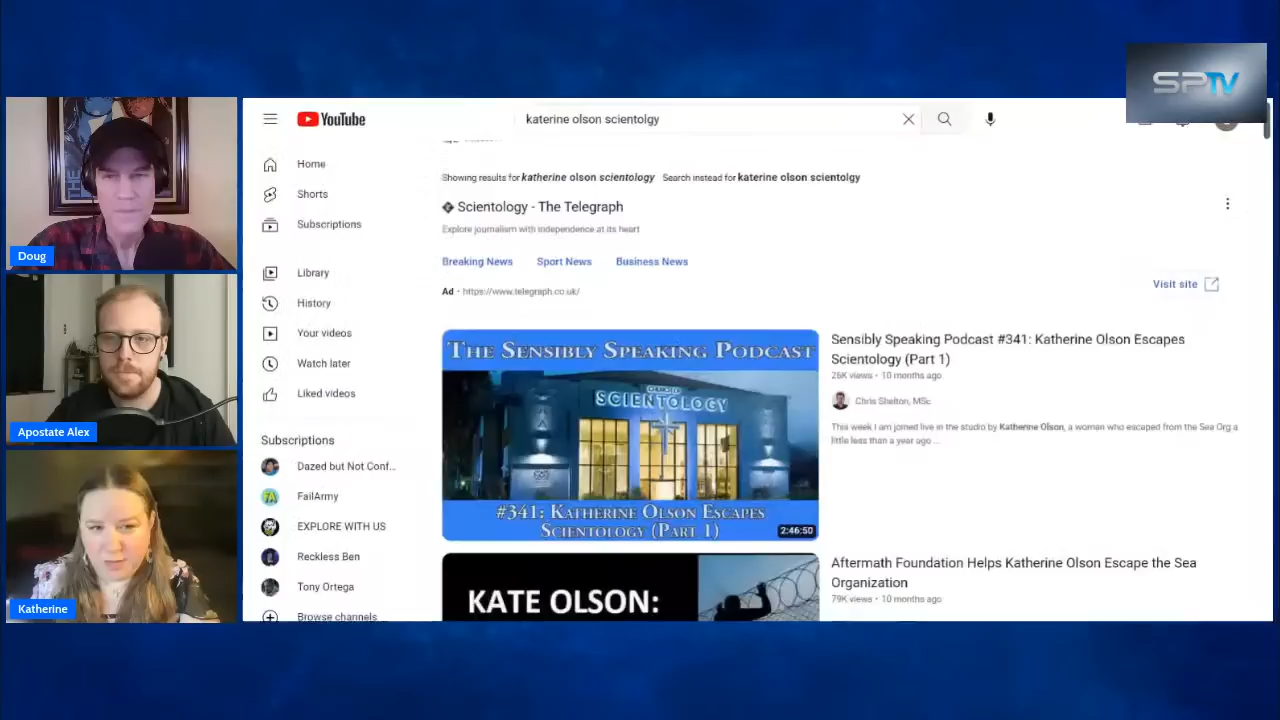 SPTV
Doug
Apostate Alex
Katherine
YouTube
katerine olson scientolgy
Home
Shorts
Subscriptions
Library
History
Your videos
Watch later
Liked videos
Subscriptions
Dazed but Not Conf...
FailArmy
EXPLORE WITH US
Reckless Ben
Tony Ortega
Browse channels
Showing results for katherine olson scientology Search instead for katerine olson scientolgy
Scientology - The Telegraph
Explore journalism with independence at its heart
Breaking News Sport News Business News
Ad · https://www.telegraph.co.uk/
Visit site
THE SENSIBLY SPEAKING PODCAST
CHURCH OF
SCIENTOLOGY
#341: KATHERINE OLSON ESCAPES
SCIENTOLOGY (PART 1)
2:46:50
Sensibly Speaking Podcast #341: Katherine Olson Escapes
Scientology (Part 1)
26K views • 10 months ago
Chris Shelton, MSc
This week I am joined live in the studio by Katherine Olson, a woman who escaped from the Sea Org a
little less than a year ago ...
KATE OLSON:
Aftermath Foundation Helps Katherine Olson Escape the Sea
Organization
79K views • 10 months ago